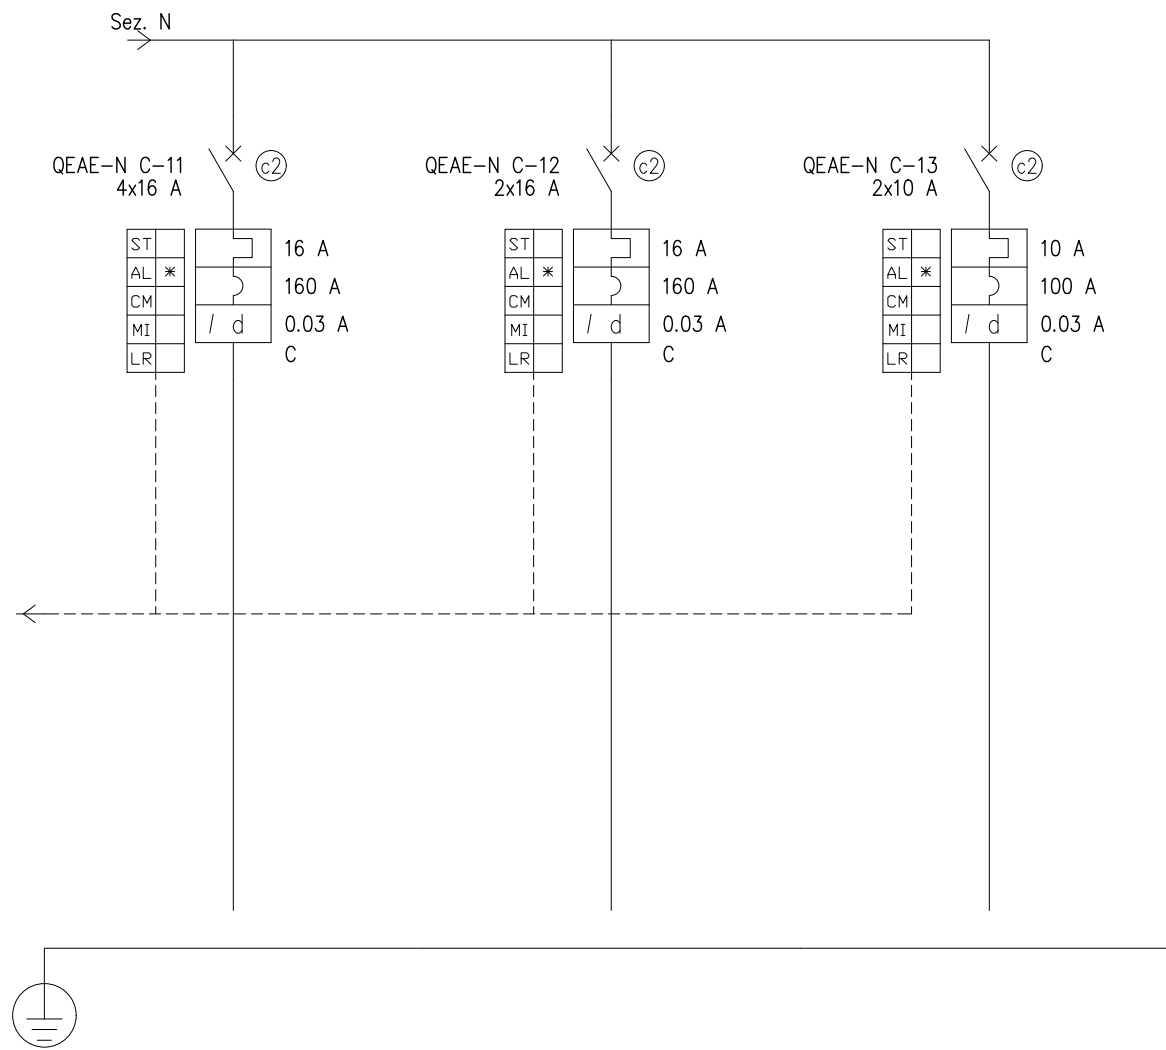 Sez. N
QEAE-N C-11
4x16 A
c2
ST
AL *
CM
MI
LR
16 A
160 A
I d
0.03 A
C
QEAE-N C-12
2x16 A
c2
ST
AL *
CM
MI
LR
16 A
160 A
I d
0.03 A
C
QEAE-N C-13
2x10 A
c2
ST
AL *
CM
MI
LR
10 A
100 A
I d
0.03 A
C